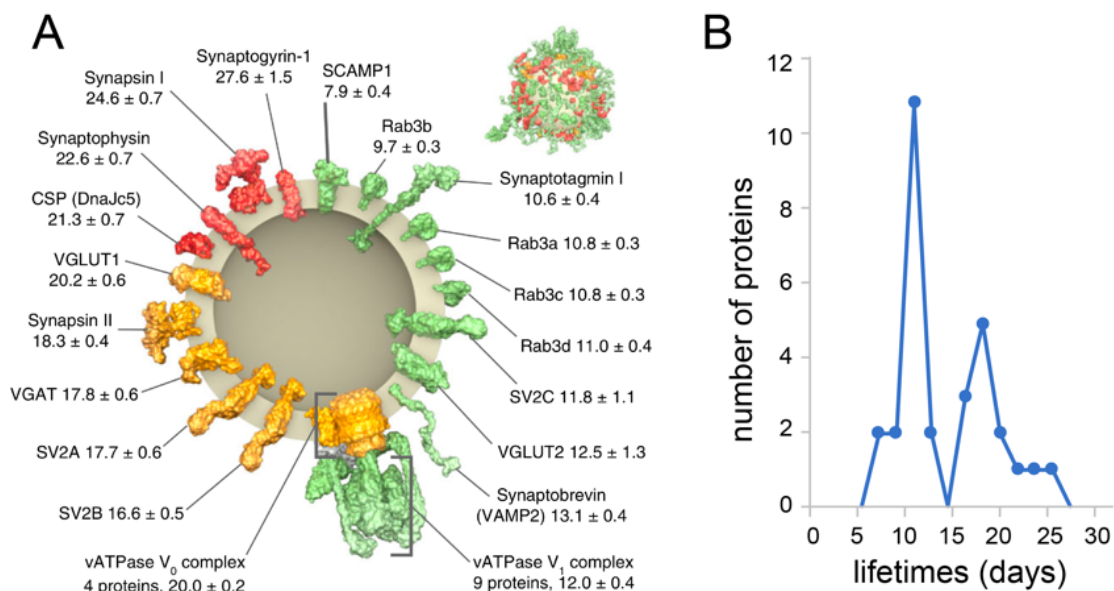 A
Synaptogyrin-1
27.6 ± 1.5
Synapsin I
24.6 ± 0.7
SCAMP1
7.9 ± 0.4
Synaptophysin
22.6 ± 0.7
Rab3b
9.7 ± 0.3
CSP (DnaJc5)
21.3 ± 0.7
Synaptotagmin I
10.6 ± 0.4
VGLUT1
20.2 ± 0.6
Rab3a 10.8 ± 0.3
Synapsin II
18.3 ± 0.4
Rab3c 10.8 ± 0.3
Rab3d 11.0 ± 0.4
VGAT 17.8 ± 0.6
SV2C 11.8 ± 1.1
SV2A 17.7 ± 0.6
VGLUT2 12.5 ± 1.3
SV2B 16.6 ± 0.5
Synaptobrevin
(VAMP2) 13.1 ± 0.4
vATPase V0 complex
4 proteins, 20.0 ± 0.2
vATPase V1 complex
9 proteins, 12.0 ± 0.4
B
number of proteins
12
10
8
6
4
2
0
0 5 10 15 20 25 30
lifetimes (days)